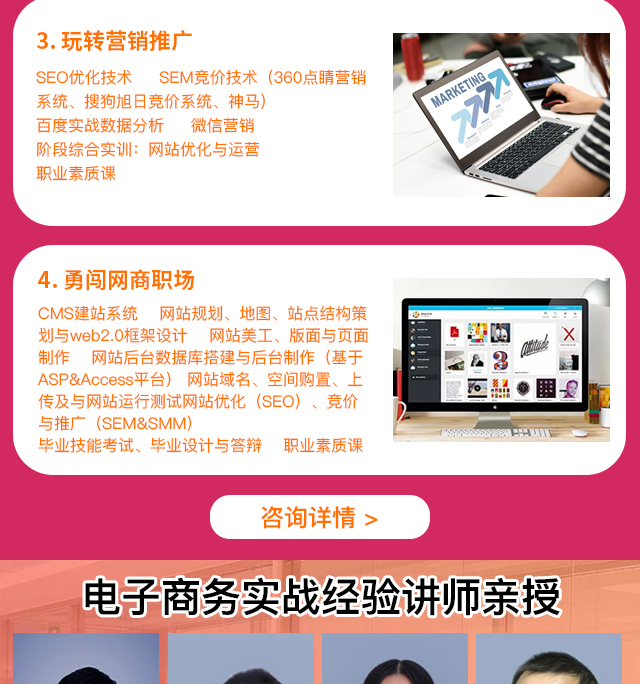 3. 玩转营销推广
SEO优化技术 SEM竞价技术（360点睛营销
系统、搜狗旭日竞价系统、神马）
百度实战数据分析 微信营销
阶段综合实训：网站优化与运营
职业素质课
MARKETING
4. 勇闯网商职场
CMS建站系统 网站规划、地图、站点结构策
划与web2.0框架设计 网站美工、版面与页面
制作 网站后台数据库搭建与后台制作（基于
ASP&Access平台） 网站域名、空间购置、上
传及与网站运行测试网站优化（SEO）、竞价
与推广（SEM&SMM）
毕业技能考试、毕业设计与答辩 职业素质课
Attitude
咨询详情 >
电子商务实战经验讲师亲授